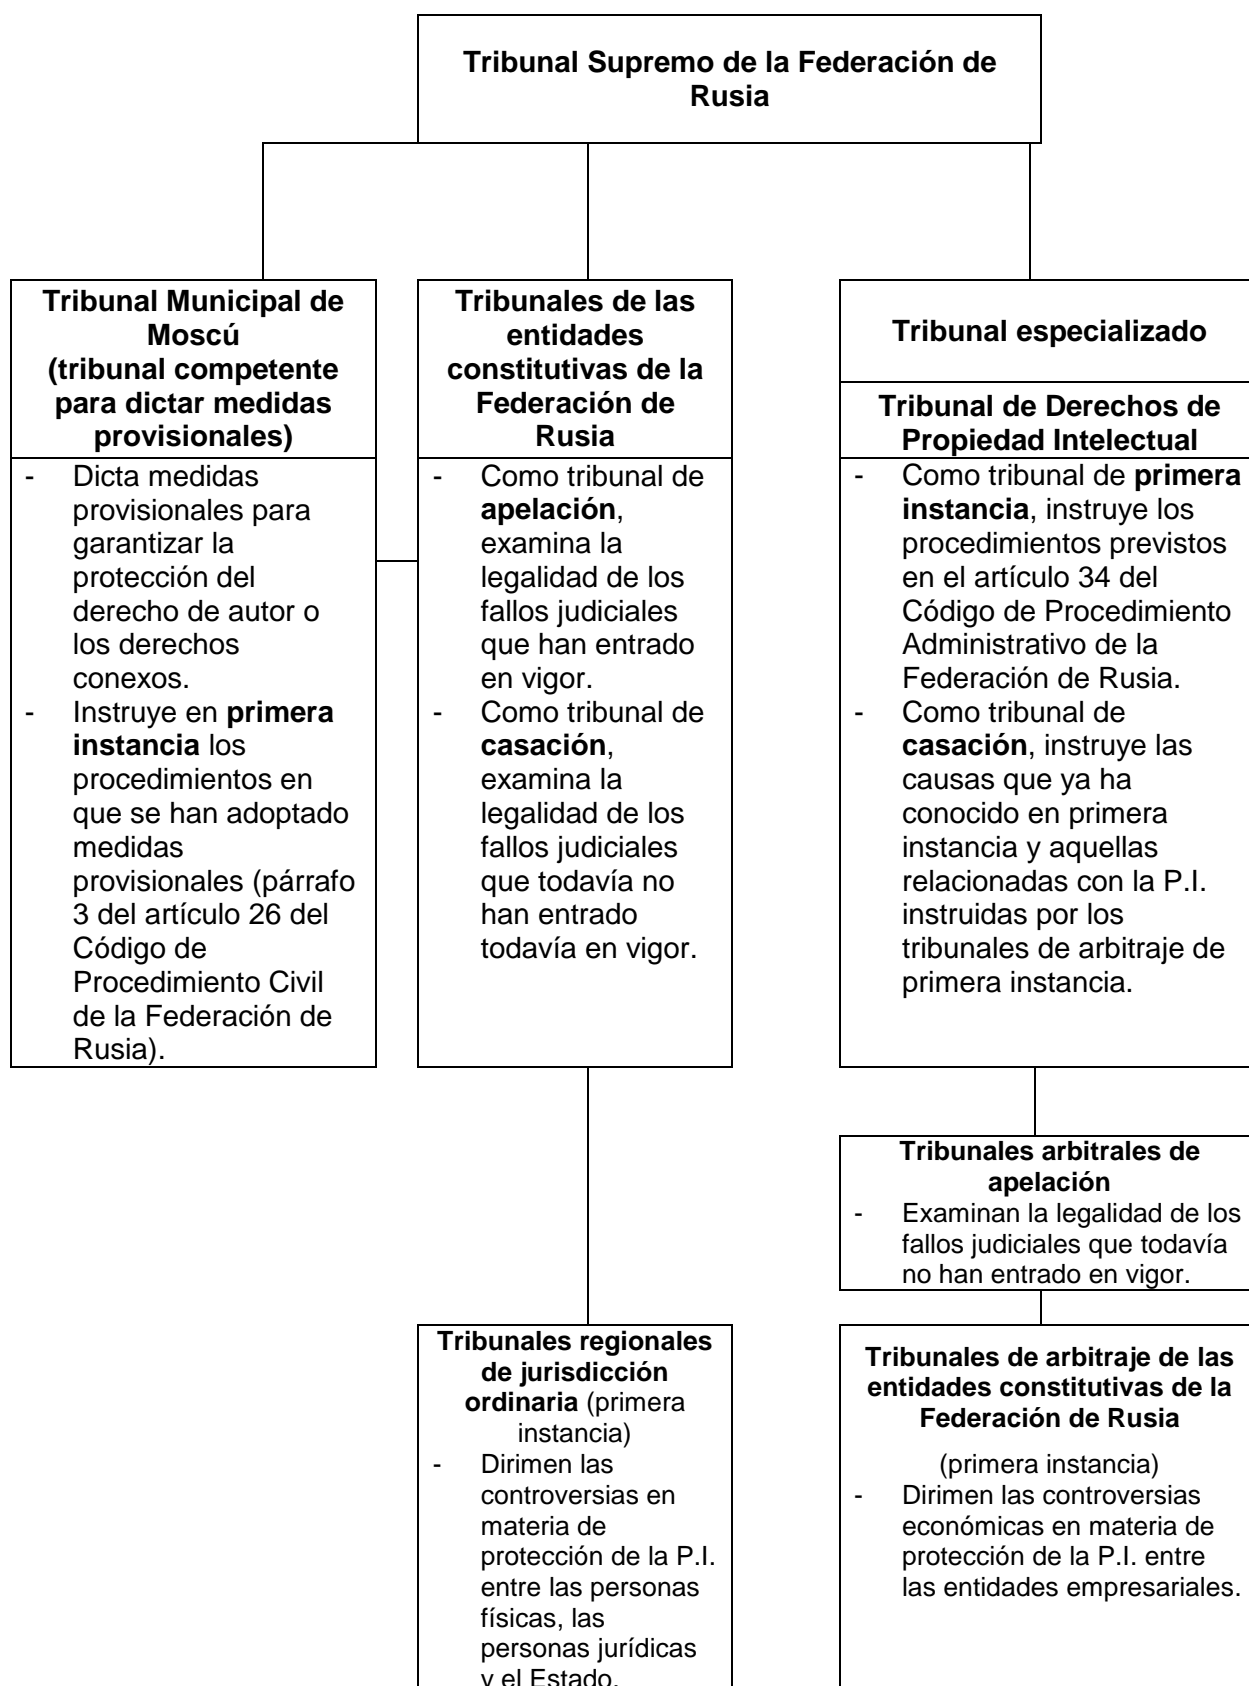 Tribunal Supremo de la Federación de
Rusia
Tribunal Municipal de
Moscú
(tribunal competente
para dictar medidas
provisionales)
- Dicta medidas
provisionales para
garantizar la
protección del
derecho de autor o
los derechos
conexos.
- Instruye en primera
instancia los
procedimientos en
que se han adoptado
medidas
provisionales (párrafo
3 del artículo 26 del
Código de
Procedimiento Civil
de la Federación de
Rusia).
Tribunales de las
entidades
constitutivas de la
Federación de
Rusia
- Como tribunal de
apelación,
examina la
legalidad de los
fallos judiciales
que han entrado
en vigor.
- Como tribunal de
casación,
examina la
legalidad de los
fallos judiciales
que todavía no
han entrado
todavía en vigor.
Tribunal especializado
Tribunal de Derechos de
Propiedad Intelectual
- Como tribunal de primera
instancia, instruye los
procedimientos previstos
en el artículo 34 del
Código de Procedimiento
Administrativo de la
Federación de Rusia.
- Como tribunal de
casación, instruye las
causas que ya ha
conocido en primera
instancia y aquellas
relacionadas con la P.I.
instruidas por los
tribunales de arbitraje de
primera instancia.
Tribunales arbitrales de
apelación
- Examinan la legalidad de los
fallos judiciales que todavía
no han entrado en vigor.
Tribunales regionales
de jurisdicción
ordinaria (primera
instancia)
- Dirimen las
controversias en
materia de
protección de la P.I.
entre las personas
físicas, las
personas jurídicas
y el Estado.
Tribunales de arbitraje de las
entidades constitutivas de la
Federación de Rusia
(primera instancia)
- Dirimen las controversias
económicas en materia de
protección de la P.I. entre
las entidades empresariales.